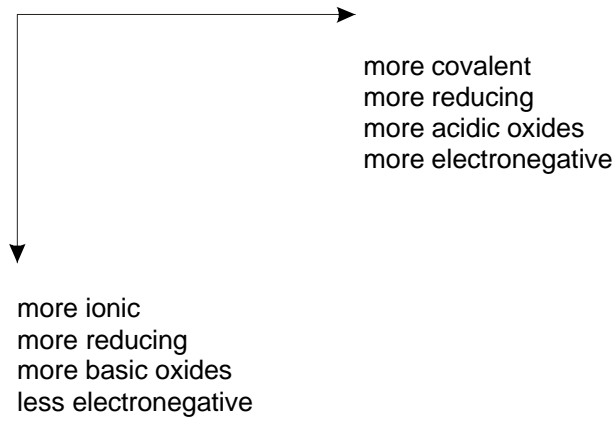 more covalent
more reducing
more acidic oxides
more electronegative
more ionic
more reducing
more basic oxides
less electronegative